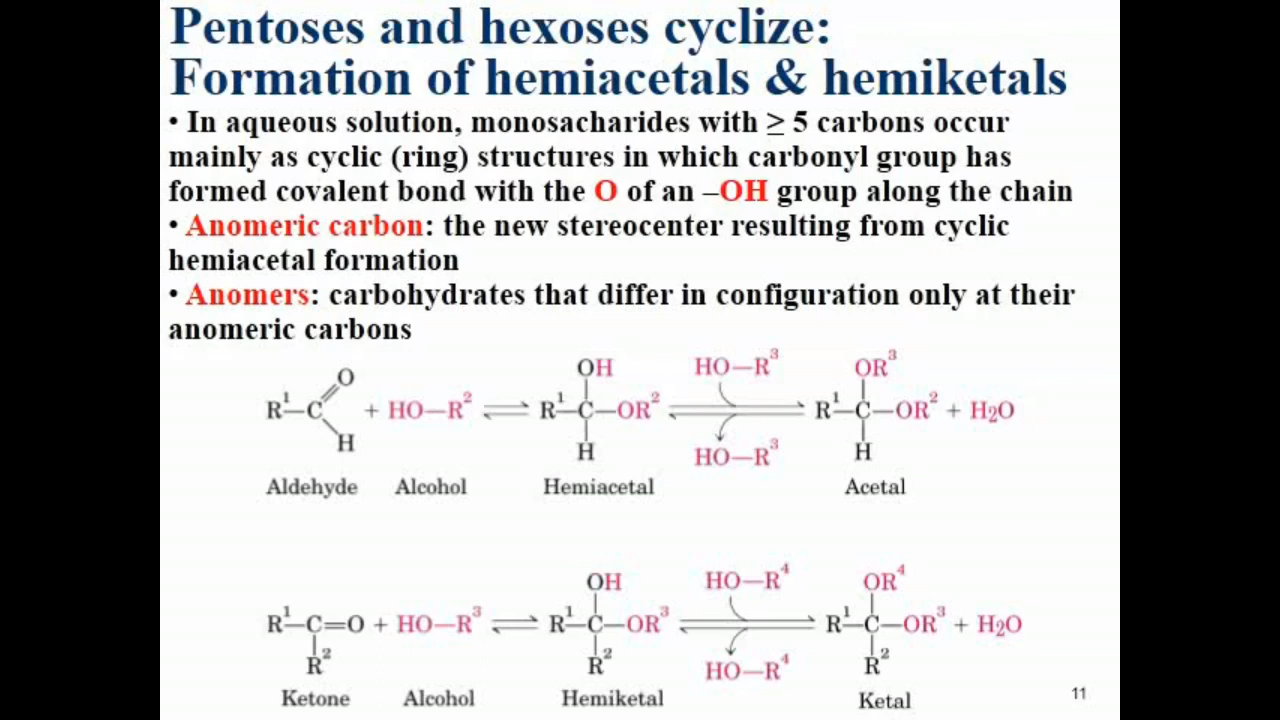 Pentoses and hexoses cyclize:
Formation of hemiacetals & hemiketals
• In aqueous solution, monosacharides with ≥ 5 carbons occur
mainly as cyclic (ring) structures in which carbonyl group has
formed covalent bond with the O of an –OH group along the chain
• Anomeric carbon: the new stereocenter resulting from cyclic
hemiacetal formation
• Anomers: carbohydrates that differ in configuration only at their
anomeric carbons
O OH HO—R³ OR³
R¹—C + HO—R² ⇌ R¹—C—OR² ⇌ R¹—C—OR² + H2O
H H HO—R³ H
Aldehyde Alcohol Hemiacetal Acetal
OH HO—R⁴ OR⁴
R¹—C=O + HO—R³ ⇌ R¹—C—OR³ ⇌ R¹—C—OR³ + H2O
R² R² HO—R⁴ R²
Ketone Alcohol Hemiketal Ketal
11